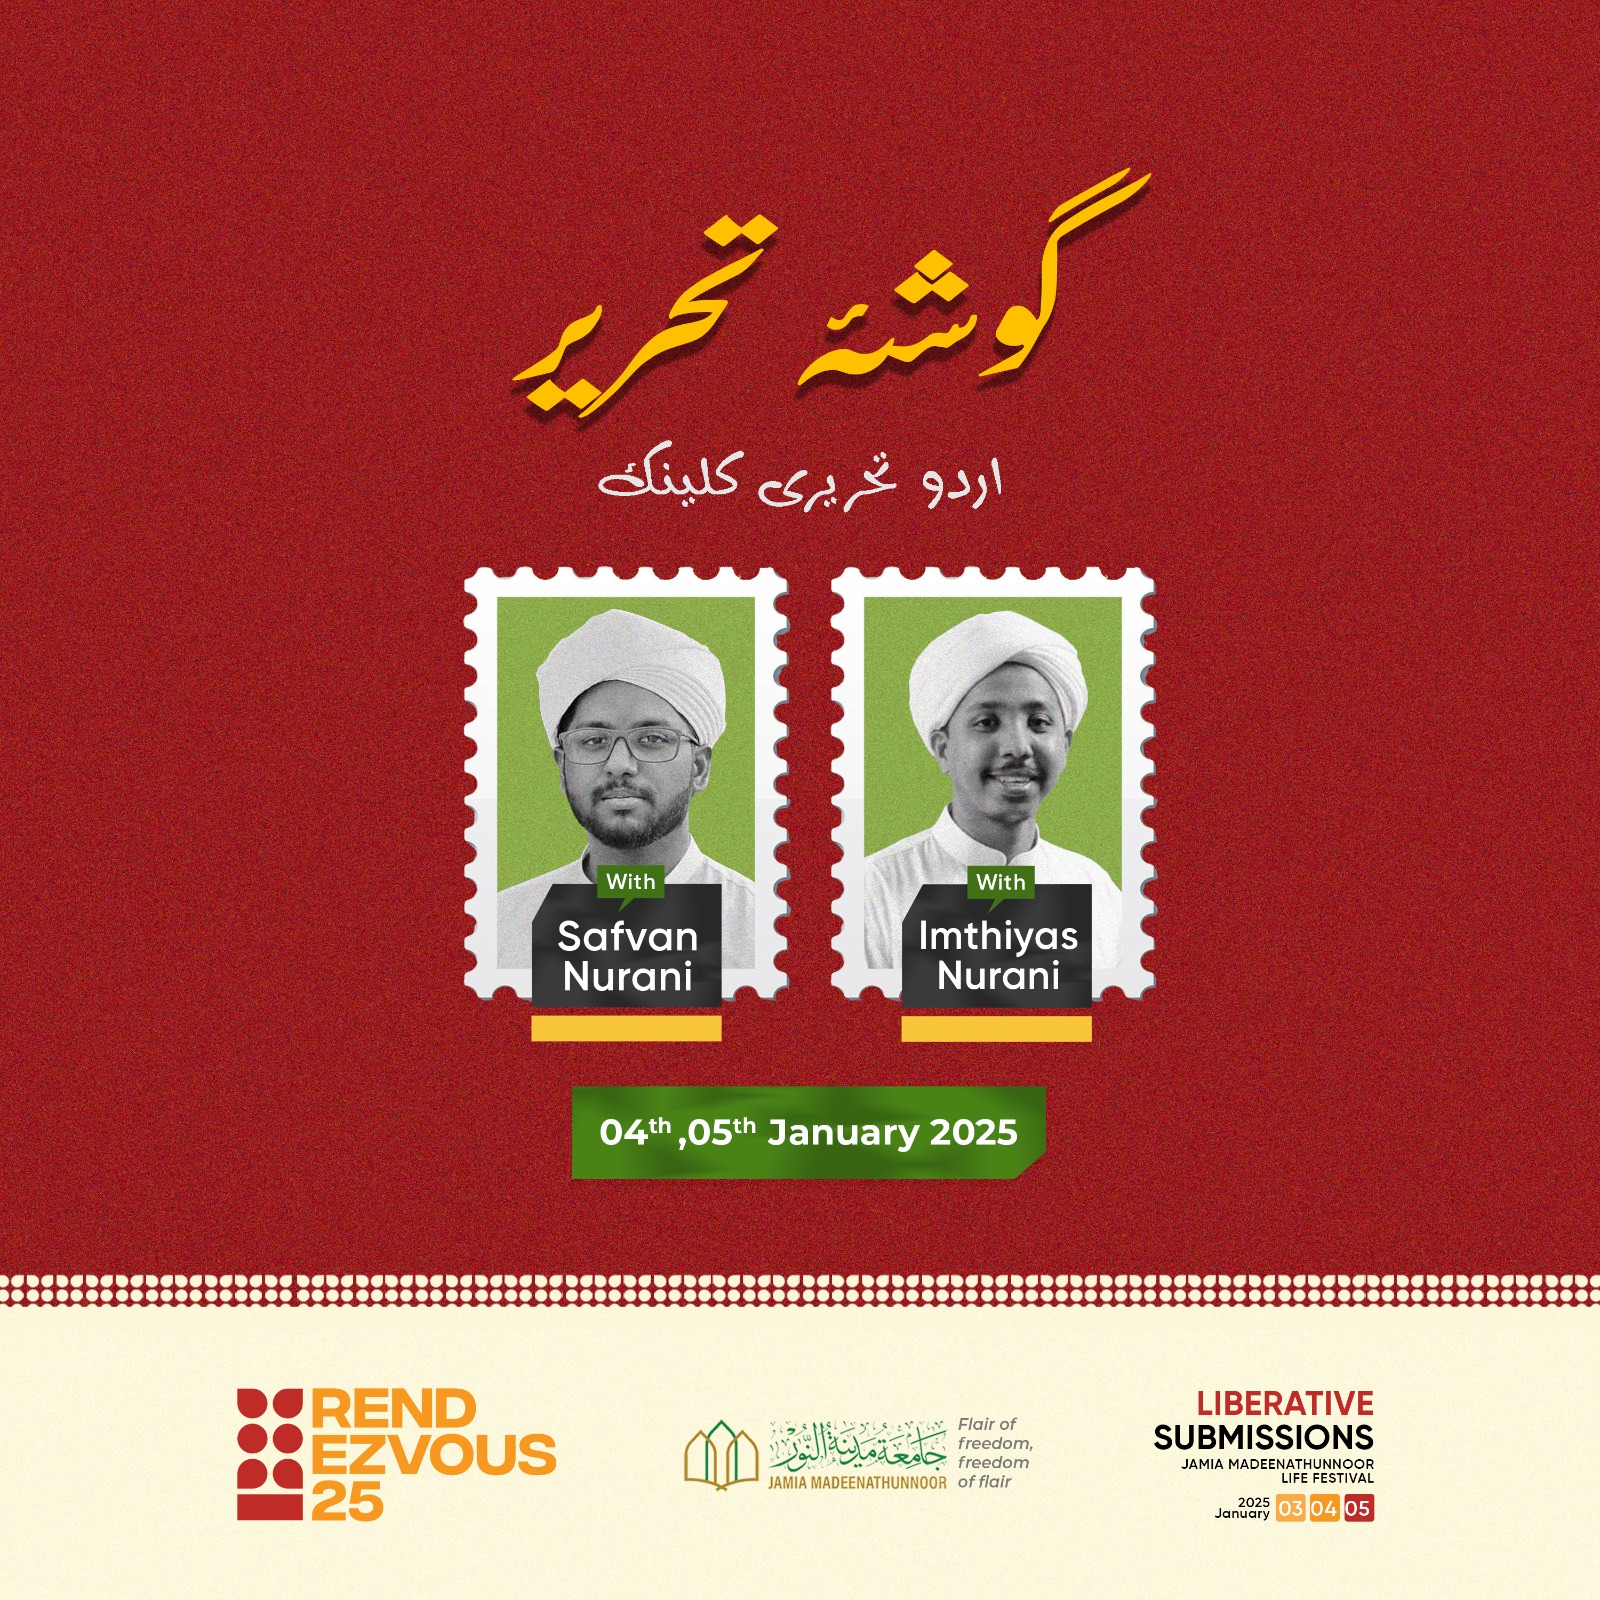 گوشئہ تحریر
اردو تحریری کلینک
With
Safvan
Nurani
With
Imthiyas
Nurani
04th ,05th January 2025
REND
EZVOUS
25
جامعة مدينة النور
JAMIA MADEENATHUNNOOR
Flair of
freedom,
freedom
of flair
LIBERATIVE
SUBMISSIONS
JAMIA MADEENATHUNNOOR
LIFE FESTIVAL
2025
January 03 04 05